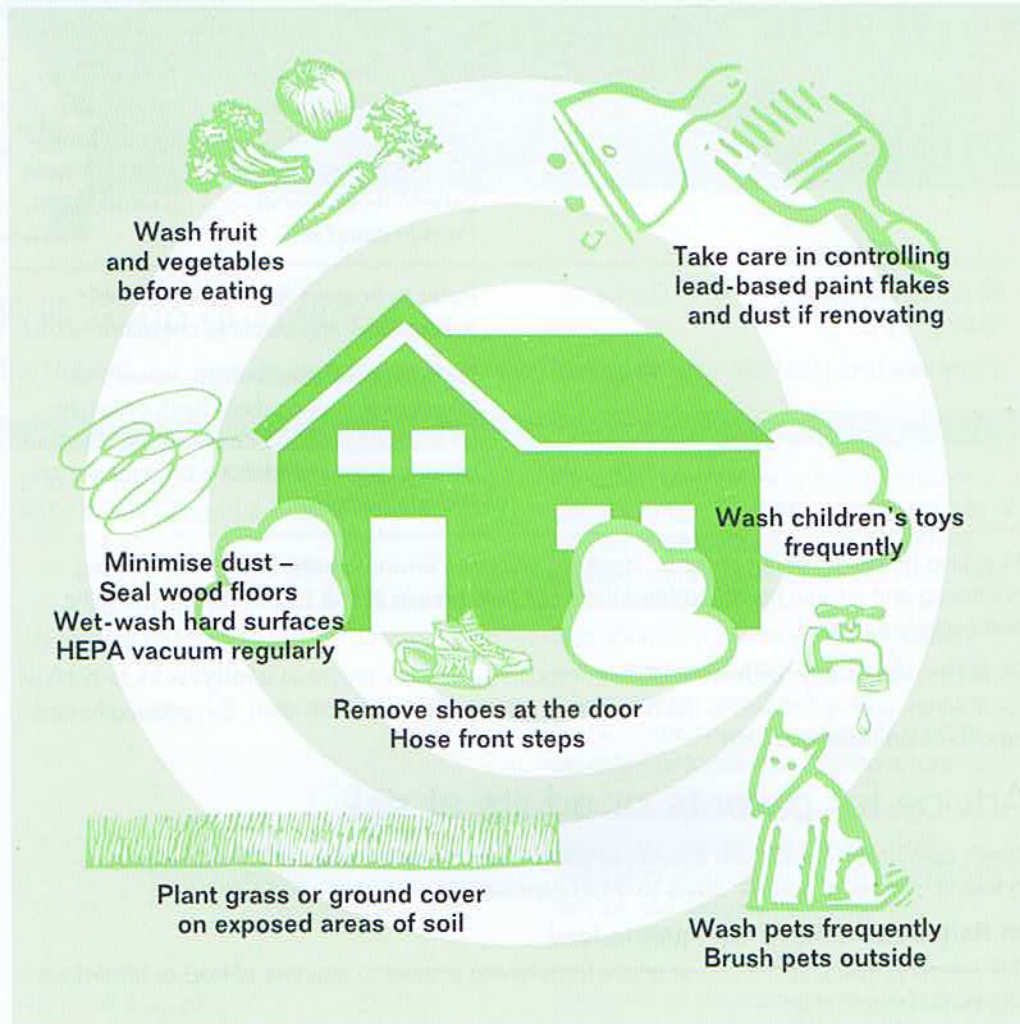 Wash fruit
and vegetables
before eating
Take care in controlling
lead-based paint flakes
and dust if renovating
Wash children's toys
frequently
Minimise dust –
Seal wood floors
Wet-wash hard surfaces
HEPA vacuum regularly
Remove shoes at the door
Hose front steps
Plant grass or ground cover
on exposed areas of soil
Wash pets frequently
Brush pets outside